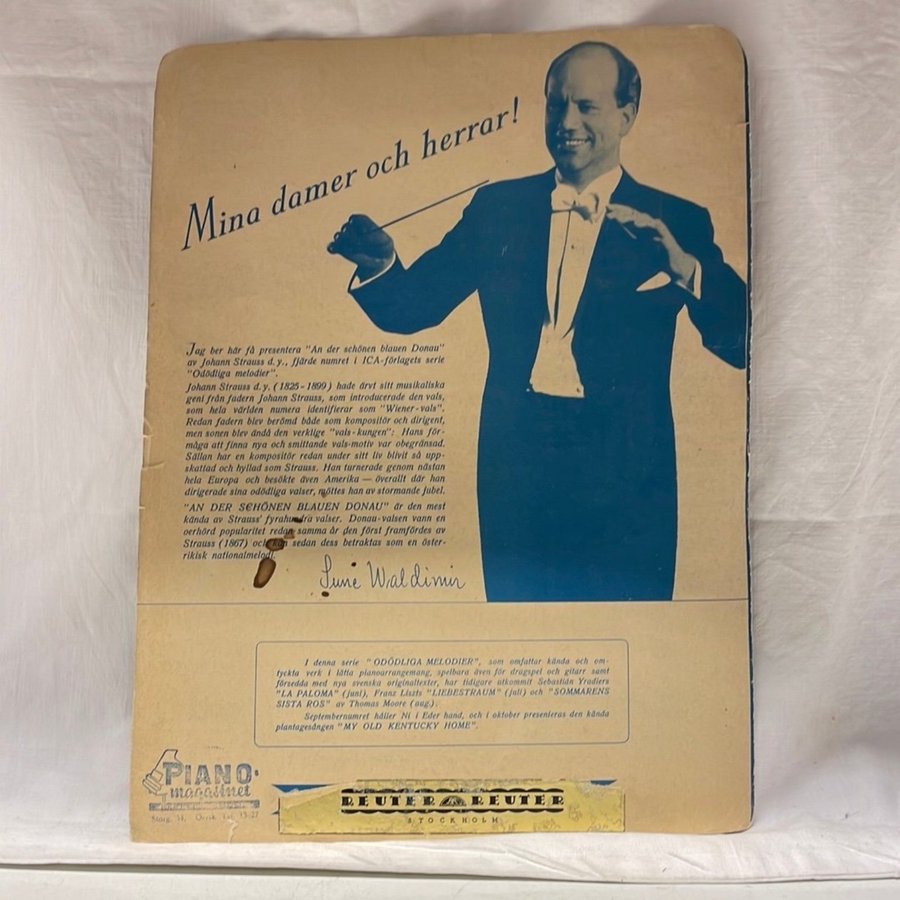 Mina damer och herrar!
Jag ber här få presentera "An der schönen blauen Donau"
av Johann Strauss d. y., fjärde numret i ICA-förlagets serie
"Odödliga melodier".
Johann Strauss d. y. (1825-1899) hade ärvt sitt musikaliska
geni från fadern Johann Strauss, som introducerade den vals,
som hela världen numera identifierar som "Wiener-vals".
Redan fadern blev berömd både som kompositör och dirigent,
men sonen blev ändå den verklige "vals-kungen": Hans för-
måga att finna nya och smittande vals-motiv var obegränsad.
Sällan har en kompositör redan under sitt liv blivit så upp-
skattad och hyllad som Strauss. Han turnerade genom nästan
hela Europa och besökte även Amerika — överallt där han
dirigerade sina odödliga valser, möttes han av stormande jubel.
"AN DER SCHÖNEN BLAUEN DONAU" är den mest
kända av Strauss' fyrahundra valser. Donau-valsen vann en
oerhörd popularitet redan samma år den först framfördes av
Strauss (1867) och kan sedan dess betraktas som en öster-
rikisk nationalmelodi.
Sune Waldimir
I denna serie "ODÖDLIGA MELODIER", som omfattar kända och om-
tyckta verk i lätta pianoarrangemang, spelbara även för dragspel och gitarr samt
försedda med nya svenska originaltexter, har tidigare utkommit Sebastián Yradiers
"LA PALOMA" (juni), Franz Liszts "LIEBESTRAUM" (juli) och "SOMMARENS
SISTA ROS" av Thomas Moore (aug.).
Septembernumret håller Ni i Eder hand, och i oktober presenteras den kända
plantagesången "MY OLD KENTUCKY HOME".
PIANO-
magasinet
Storg. 31, Örvik Tel. 15 27
REUTER & REUTER
STOCKHOLM